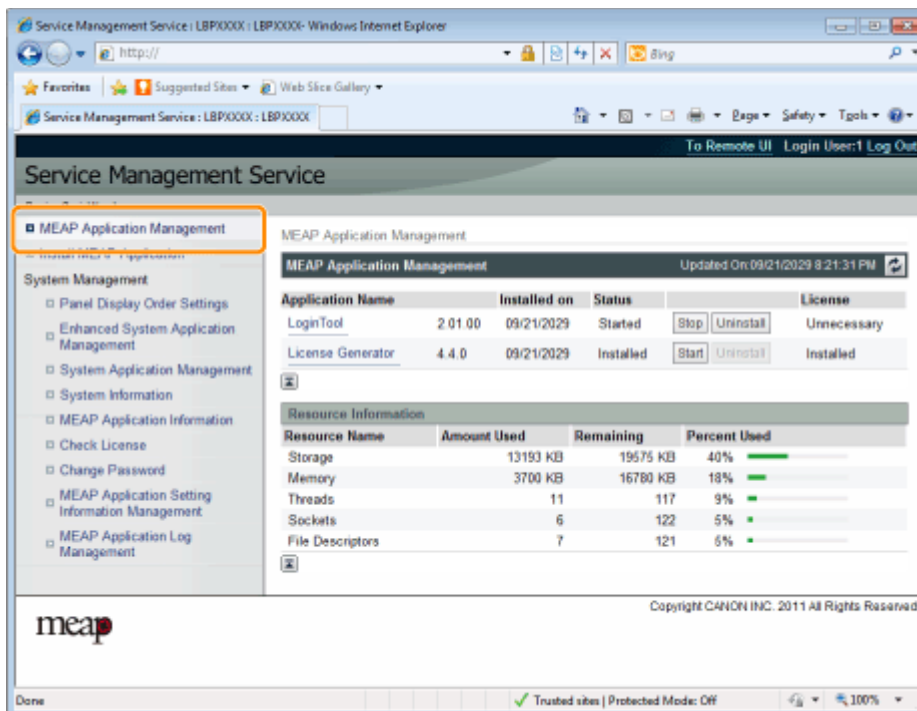 Service Management Service : LBPXXXX : LBPXXXX- Windows Internet Explorer
http://
Bing
Favorites Suggested Sites Web Slice Gallery
Service Management Service : LBPXXXX : LBPXXXX
Page Safety Tools
To Remote UI Login User:1 Log Out
Service Management Service
MEAP Application Management
Install MEAP Application
System Management
Panel Display Order Settings
Enhanced System Application
Management
System Application Management
System Information
MEAP Application Information
Check License
Change Password
MEAP Application Setting
Information Management
MEAP Application Log
Management
MEAP Application Management
MEAP Application Management Updated On:09/21/2029 8:21:31 PM
Application Name Installed on Status License
LoginTool 2.01.00 09/21/2029 Started Stop Uninstall Unnecessary
License Generator 4.4.0 09/21/2029 Installed Start Uninstall Installed
Resource Information
Resource Name Amount Used Remaining Percent Used
Storage 13193 KB 19575 KB 40%
Memory 3700 KB 16780 KB 18%
Threads 11 117 9%
Sockets 6 122 5%
File Descriptors 7 121 6%
Copyright CANON INC. 2011 All Rights Reserved
meap
Done Trusted sites | Protected Mode: Off 100%